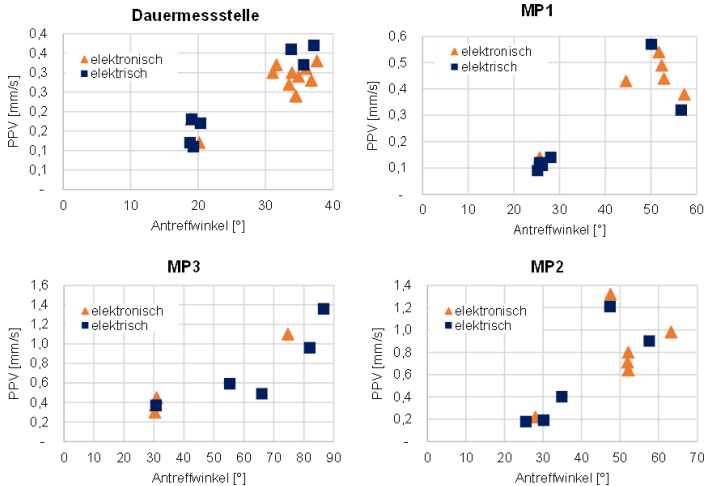 Dauermessstelle
PPV [mm/s]
0,4
0,4
0,3
0,3
0,2
0,2
0,1
0,1
-
elektronisch
elektrisch
0 10 20 30 40
Antreffwinkel [°]
MP1
PPV [mm/s]
0,6
0,5
0,4
0,3
0,2
0,1
-
elektronisch
elektrisch
0 10 20 30 40 50 60
Antreffwinkel [°]
MP3
PPV [mm/s]
1,6
1,4
1,2
1,0
0,8
0,6
0,4
0,2
-
elektronisch
elektrisch
0 10 20 30 40 50 60 70 80 90
Antreffwinkel [°]
MP2
PPV [mm/s]
1,4
1,2
1,0
0,8
0,6
0,4
0,2
-
elektronisch
elektrisch
0 10 20 30 40 50 60 70
Antreffwinkel [°]